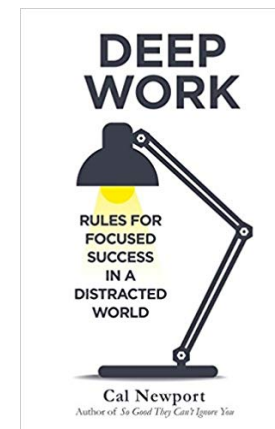 DEEP
WORK
RULES FOR
FOCUSED
SUCCESS
IN A
DISTRACTED
WORLD
Cal Newport
Author of So Good They Can't Ignore You